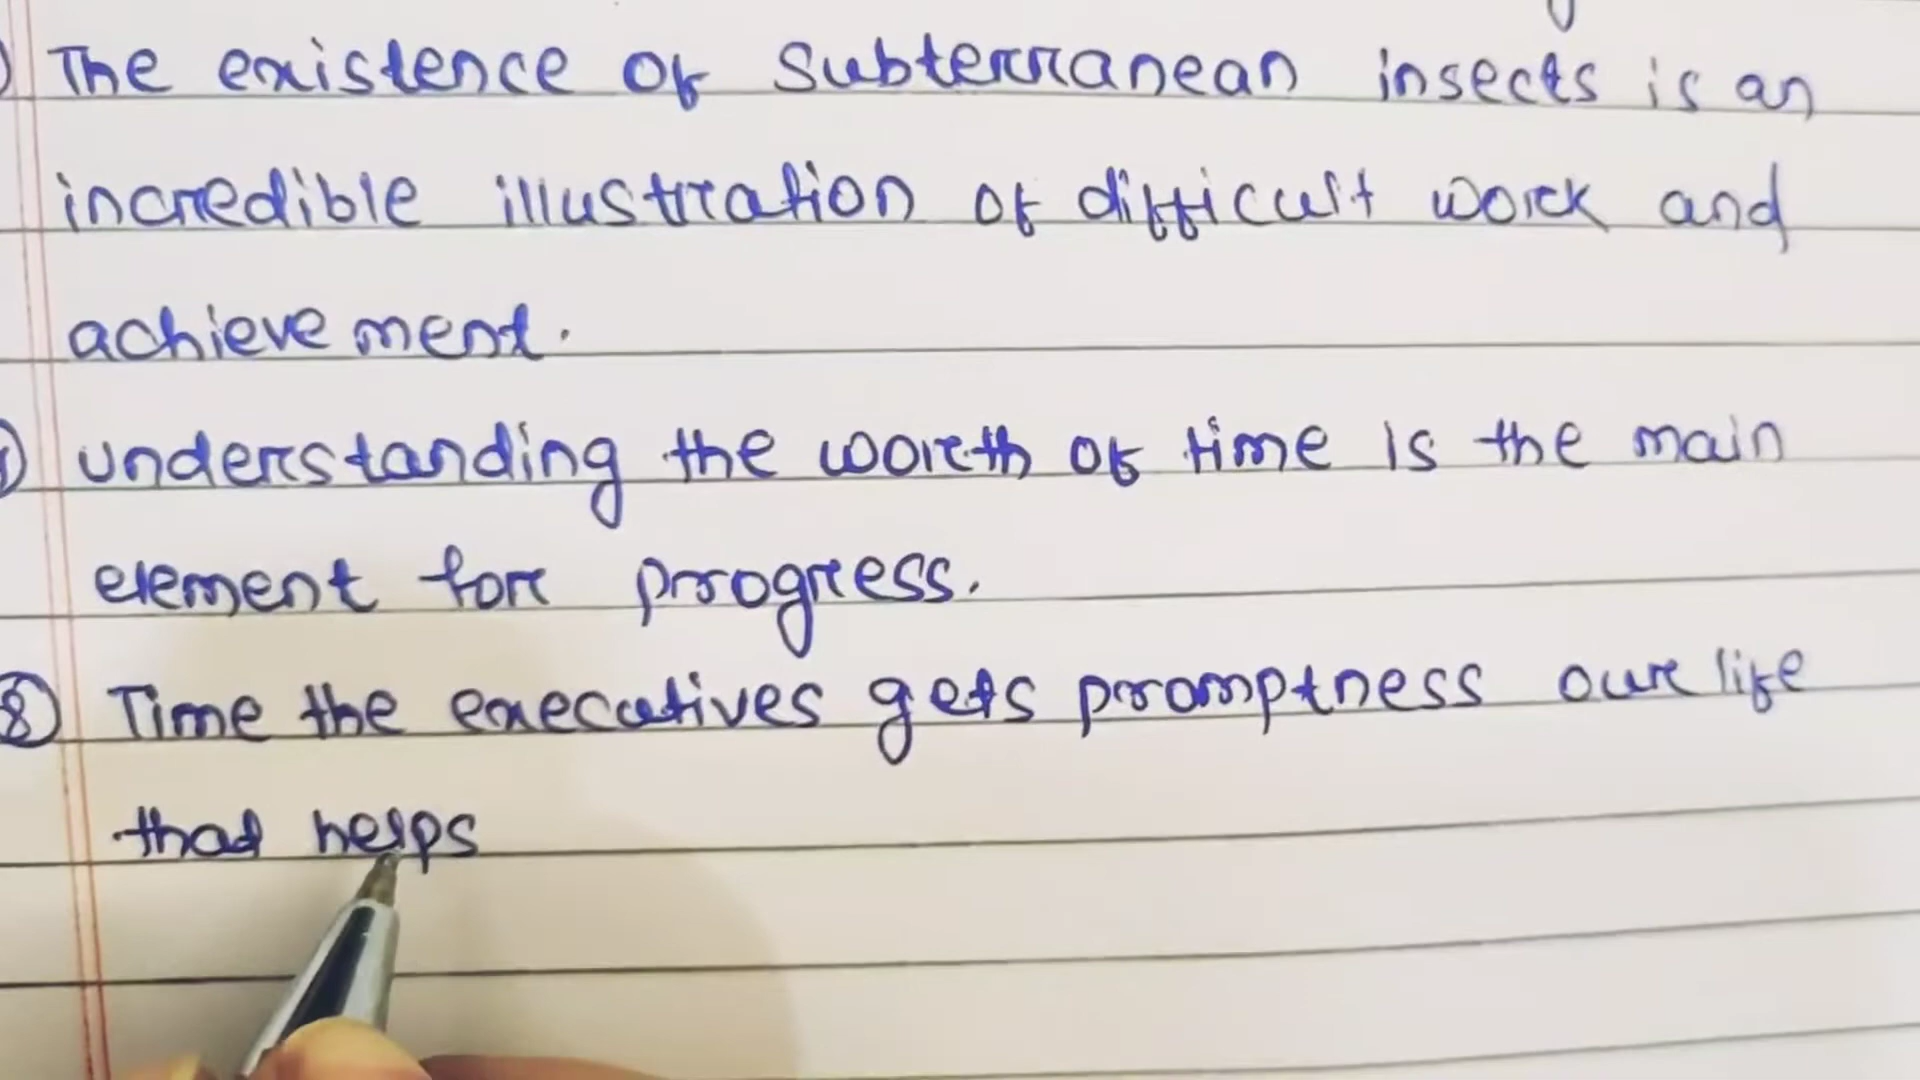 The existence of subterranean insects is an
incredible illustration of difficult work and
achievement.
understanding the worth of time is the main
element for progress.
8 Time the executives gets promptness our life
that helps